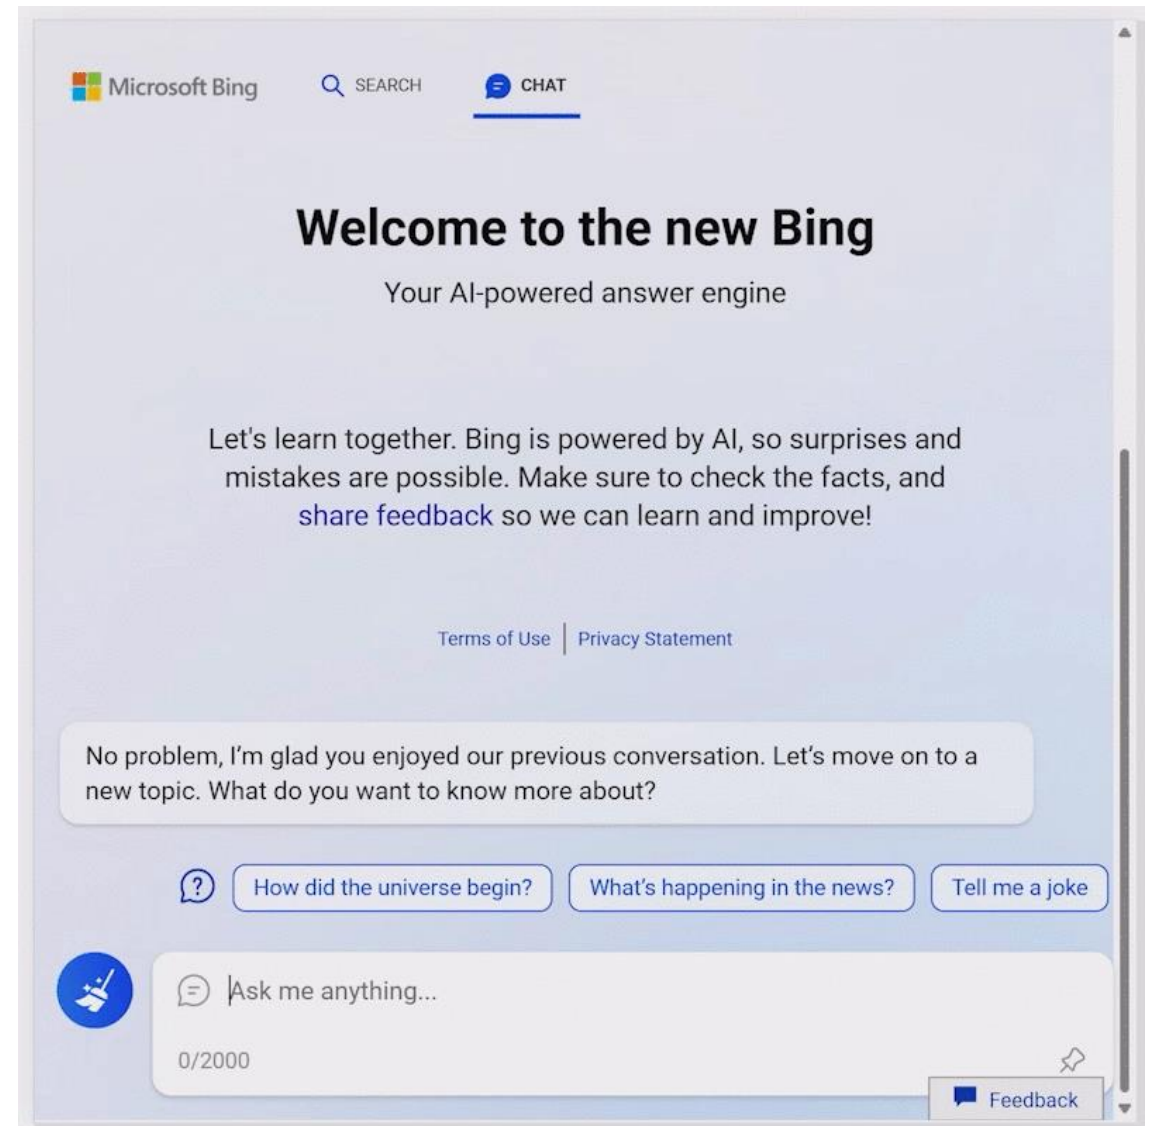 Microsoft Bing SEARCH CHAT
Welcome to the new Bing
Your AI-powered answer engine
Let's learn together. Bing is powered by AI, so surprises and
mistakes are possible. Make sure to check the facts, and
share feedback so we can learn and improve!
Terms of Use | Privacy Statement
No problem, I’m glad you enjoyed our previous conversation. Let’s move on to a
new topic. What do you want to know more about?
How did the universe begin? What’s happening in the news? Tell me a joke
Ask me anything...
0/2000
Feedback